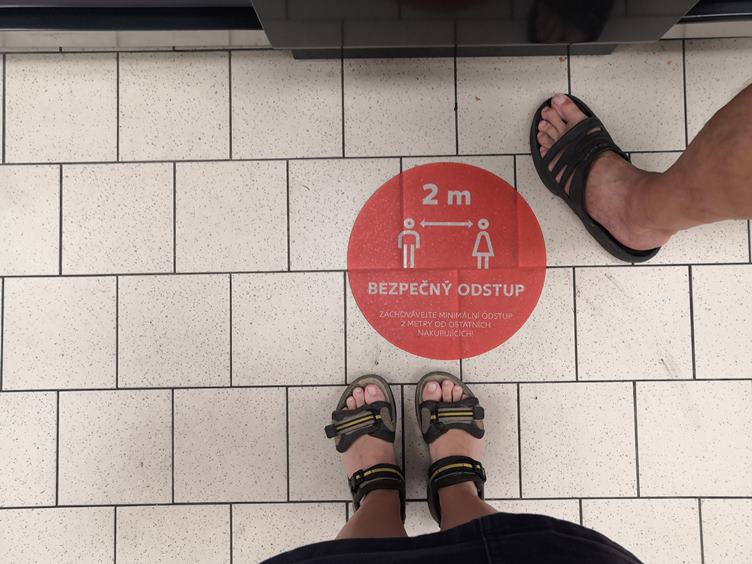 2 m
BEZPEČNÝ ODSTUP
ZACHOVÁVEJTE MINIMÁLNÍ ODSTUP
2 METRY OD OSTATNÍCH
NAKUPUJÍCÍCH!